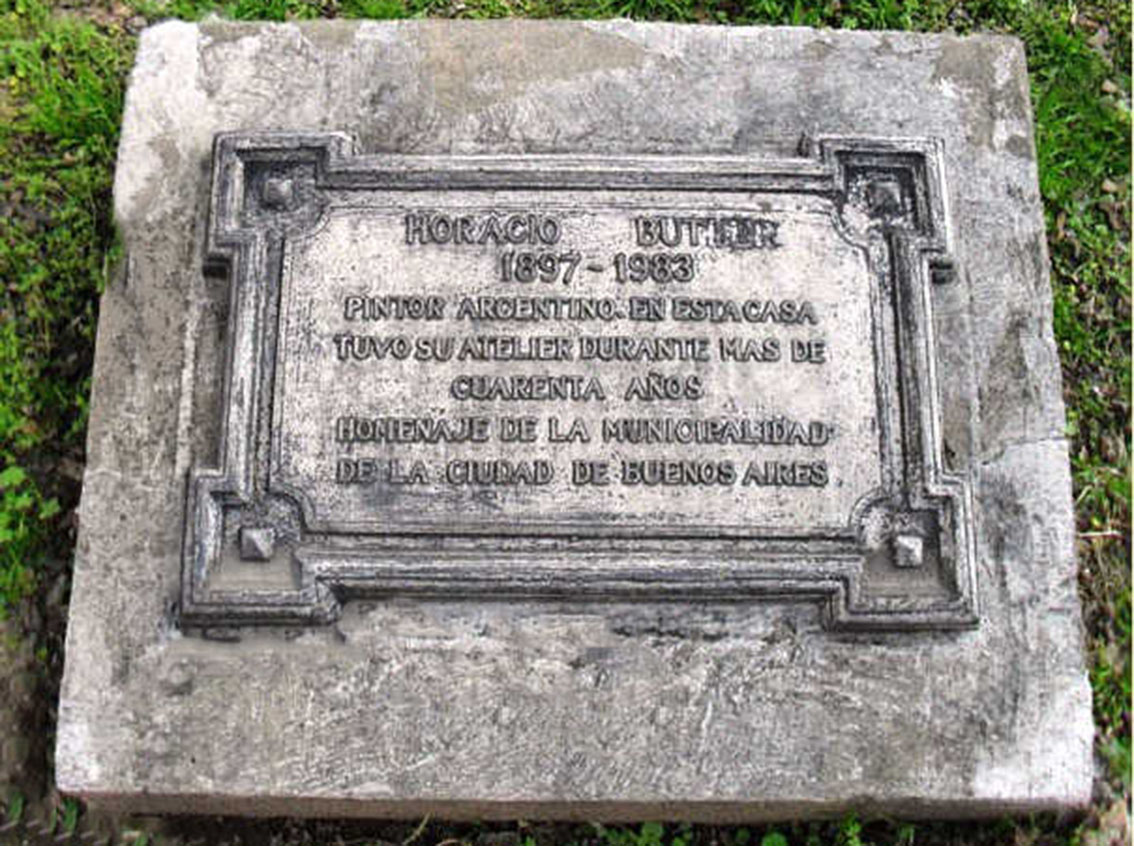 HORACIO BUTLER
1897-1983
PINTOR ARGENTINO. EN ESTA CASA
TUVO SU ATELIER DURANTE MAS DE
CUARENTA AÑOS
HOMENAJE DE LA MUNICIPALIDAD
DE LA CIUDAD DE BUENOS AIRES